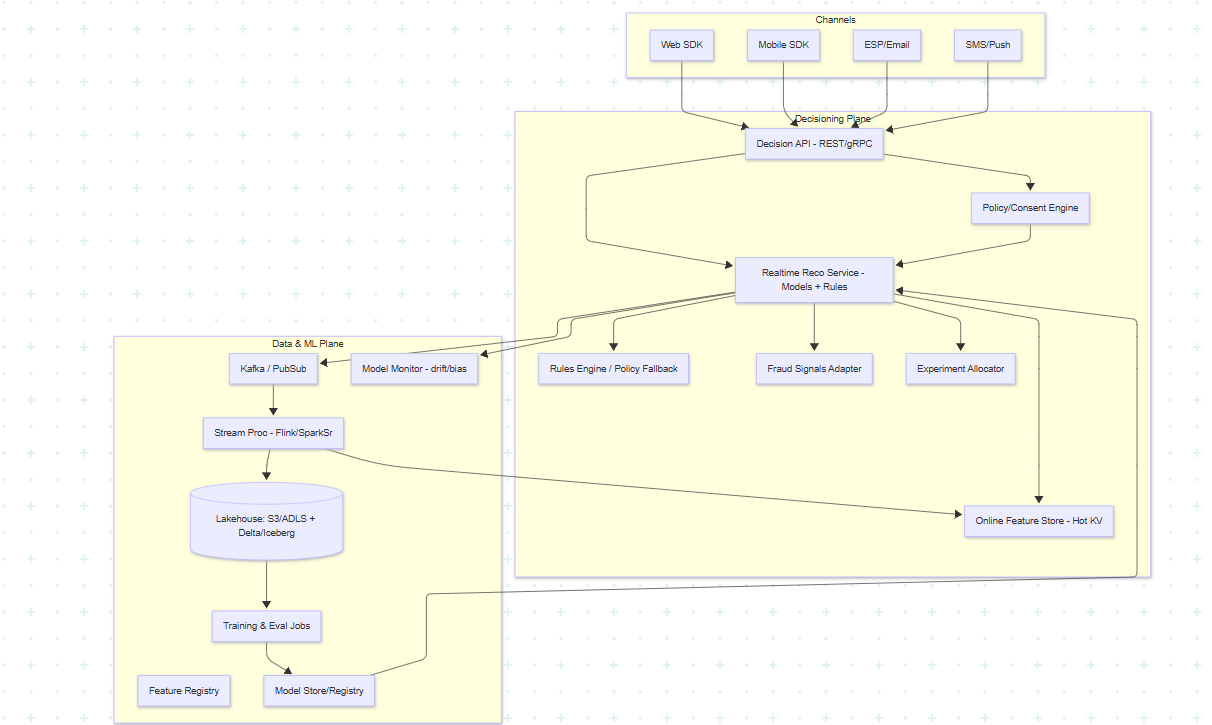 Channels
Web SDK
Mobile SDK
ESP/Email
SMS/Push
Decisioning Plane
Decision API - REST/gRPC
Policy/Consent Engine
Realtime Reco Service -
Models + Rules
Data & ML Plane
Kafka / PubSub
Model Monitor - drift/bias
Rules Engine / Policy Fallback
Fraud Signals Adapter
Experiment Allocator
Stream Proc - Flink/SparkSr
Lakehouse: S3/ADLS +
Delta/Iceberg
Online Feature Store - Hot KV
Training & Eval Jobs
Feature Registry
Model Store/Registry